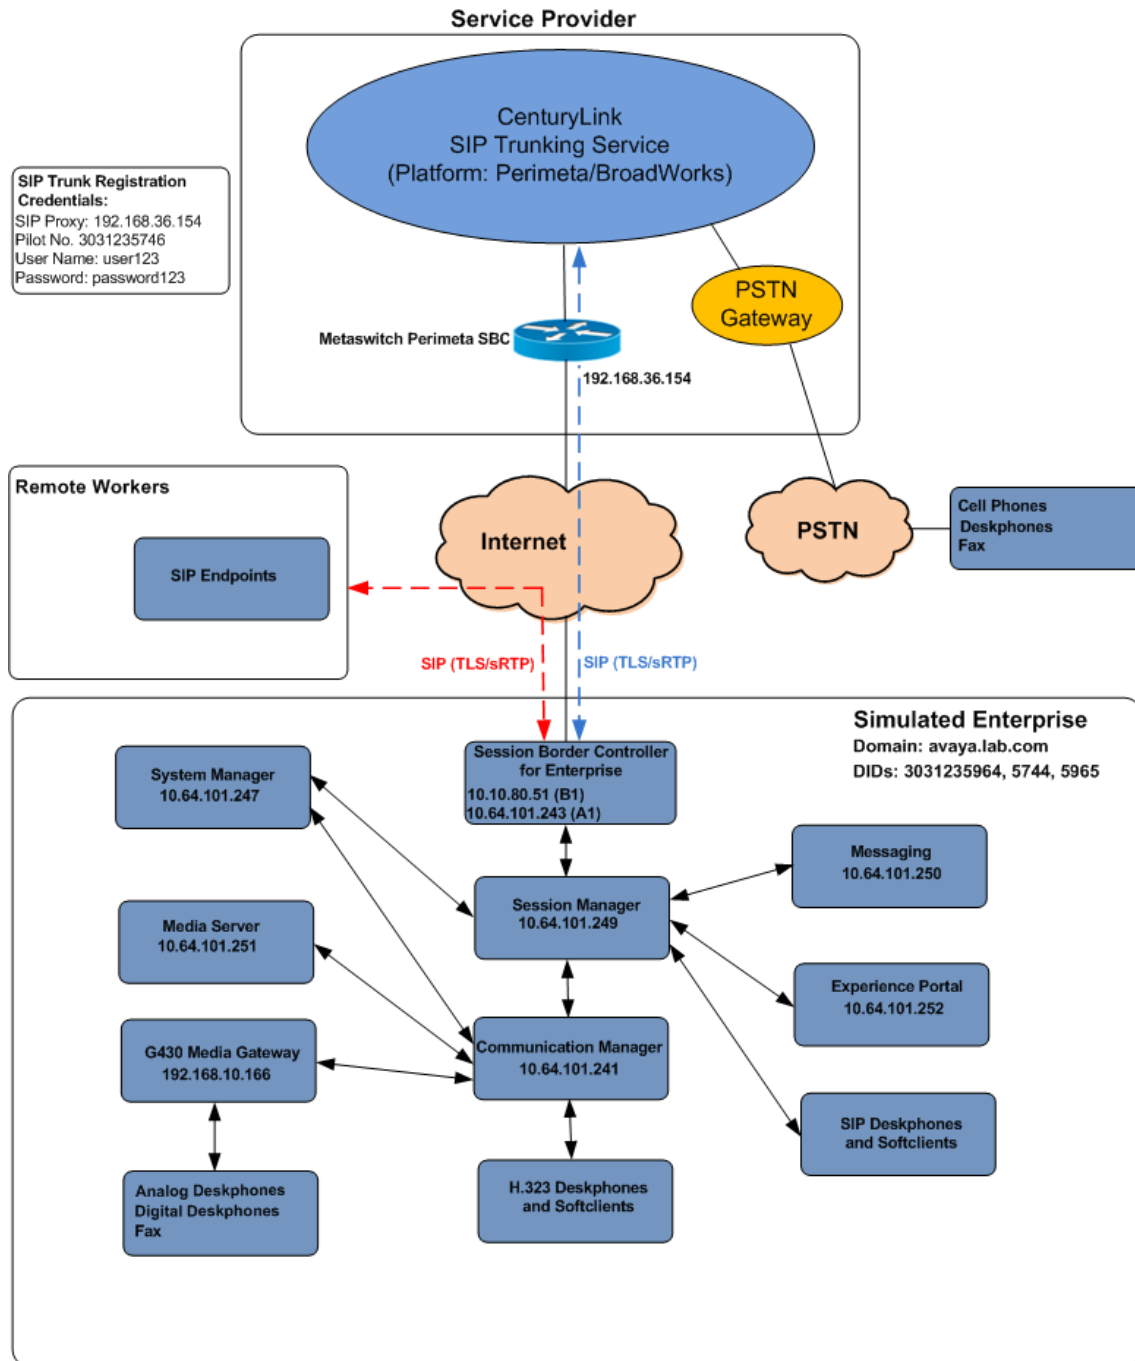 Service Provider
CenturyLink
SIP Trunking Service
(Platform: Perimeta/BroadWorks)
SIP Trunk Registration
Credentials:
SIP Proxy: 192.168.36.154
Pilot No. 3031235746
User Name: user123
Password: password123
PSTN
Gateway
Metaswitch Perimeta SBC
192.168.36.154
Remote Workers
SIP Endpoints
Internet
PSTN
Cell Phones
Deskphones
Fax
SIP (TLS/sRTP)
SIP (TLS/sRTP)
Simulated Enterprise
Domain: avaya.lab.com
DIDs: 3031235964, 5744, 5965
Session Border Controller
for Enterprise
10.10.80.51 (B1)
10.64.101.243 (A1)
System Manager
10.64.101.247
Messaging
10.64.101.250
Session Manager
10.64.101.249
Media Server
10.64.101.251
Experience Portal
10.64.101.252
G430 Media Gateway
192.168.10.166
Communication Manager
10.64.101.241
SIP Deskphones
and Softclients
Analog Deskphones
Digital Deskphones
Fax
H.323 Deskphones
and Softclients